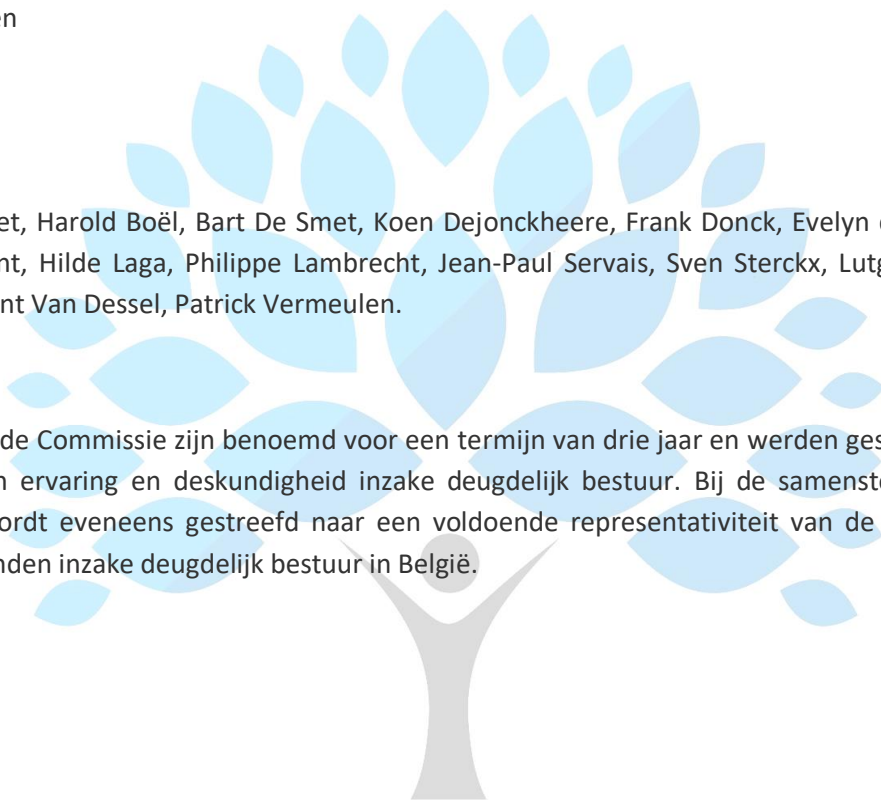 en
et, Harold Boël, Bart De Smet, Koen Dejonckheere, Frank Donck, Evelyn
nt, Hilde Laga, Philippe Lambrecht, Jean-Paul Servais, Sven Sterckx, Lutg
nt Van Dessel, Patrick Vermeulen.
de Commissie zijn benoemd voor een termijn van drie jaar en werden ges
n ervaring en deskundigheid inzake deugdelijk bestuur. Bij de samenste
ordt eveneens gestreefd naar een voldoende representativiteit van de
nden inzake deugdelijk bestuur in België.